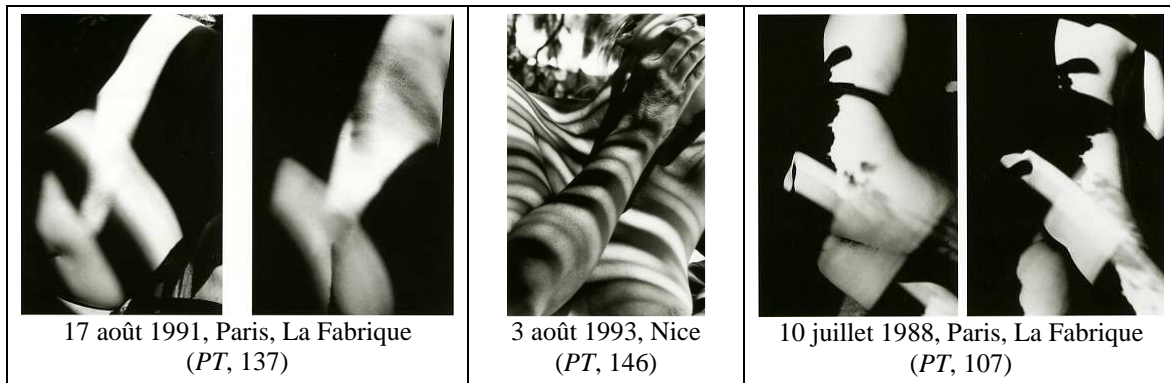 17 août 1991, Paris, La Fabrique
(PT, 137)
3 août 1993, Nice
(PT, 146)
10 juillet 1988, Paris, La Fabrique
(PT, 107)